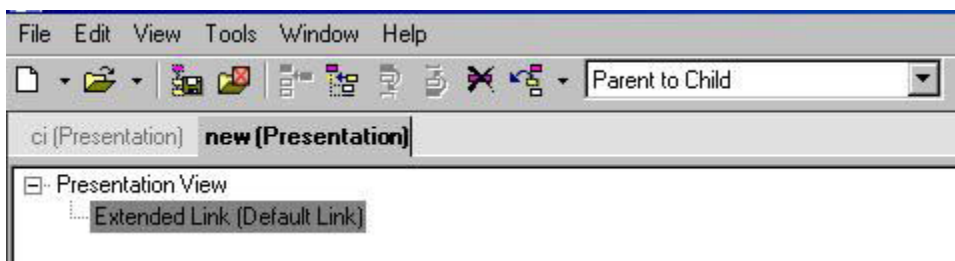 File Edit View Tools Window Help
Parent to Child
ci (Presentation) new (Presentation)
Presentation View
Extended Link (Default Link)